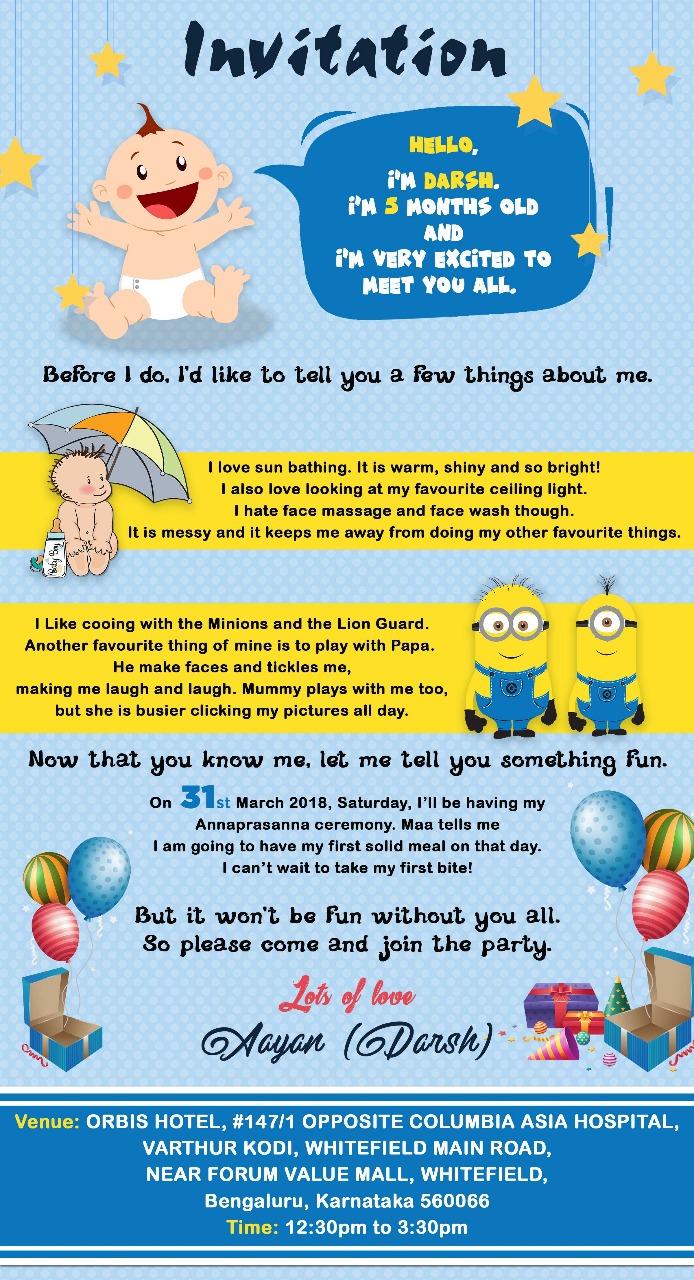 Invitation
HELLO,
i'M DARSH.
i'M 5 MONTHS OLD
AND
i'M VERY EXCiTED TO
MEET YOU ALL.
Before I do, I'd like to tell you a few things about me.
I love sun bathing. It is warm, shiny and so bright!
I also love looking at my favourite ceiling light.
I hate face massage and face wash though.
It is messy and it keeps me away from doing my other favourite things.
Baby Boy
I Like cooing with the Minions and the Lion Guard.
Another favourite thing of mine is to play with Papa.
He make faces and tickles me,
making me laugh and laugh. Mummy plays with me too,
but she is busier clicking my pictures all day.
Now that you know me, let me tell you something fun.
On 31st March 2018, Saturday, I'll be having my
Annaprasanna ceremony. Maa tells me
I am going to have my first solid meal on that day.
I can't wait to take my first bite!
But it won't be fun without you all.
So please come and join the party.
Lots of love
Aayan (Darsh)
Venue: ORBIS HOTEL, #147/1 OPPOSITE COLUMBIA ASIA HOSPITAL,
VARTHUR KODI, WHITEFIELD MAIN ROAD,
NEAR FORUM VALUE MALL, WHITEFIELD,
Bengaluru, Karnataka 560066
Time: 12:30pm to 3:30pm